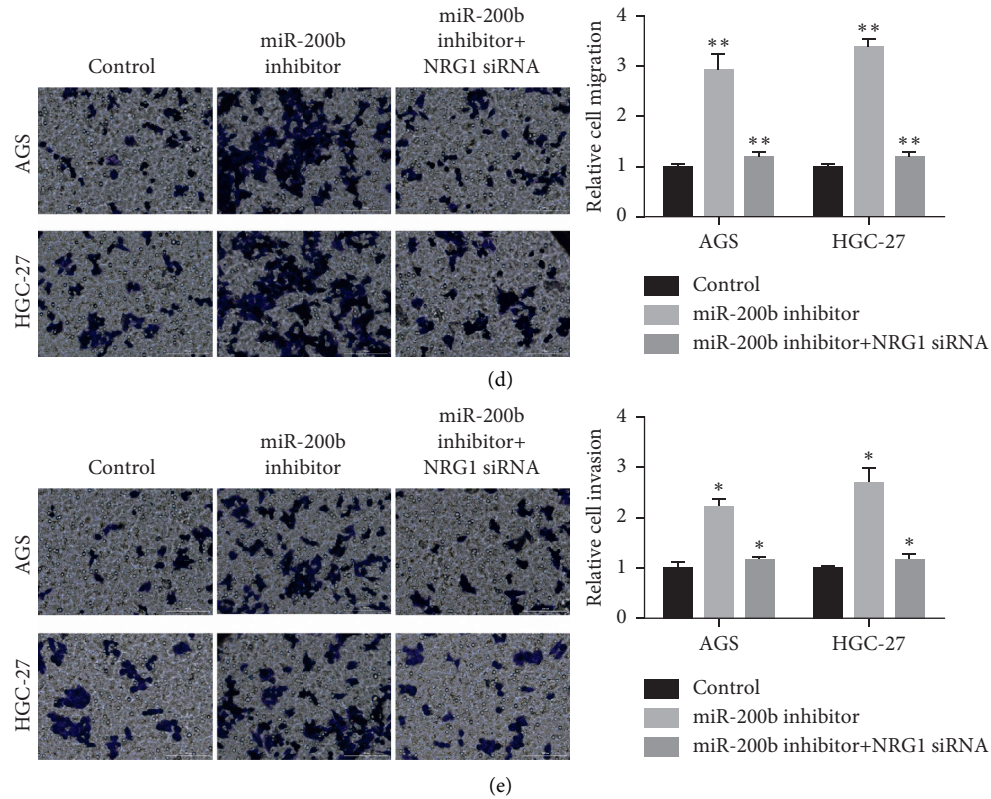 Control
miR-200b
inhibitor
miR-200b
inhibitor+
NRG1 siRNA
AGS
HGC-27
Relative cell migration
4
3
2
1
0
**
**
**
**
AGS
HGC-27
Control
miR-200b inhibitor
miR-200b inhibitor+NRG1 siRNA
(d)
Control
miR-200b
inhibitor
miR-200b
inhibitor+
NRG1 siRNA
AGS
HGC-27
Relative cell invasion
4
3
2
1
0
*
*
*
*
AGS
HGC-27
Control
miR-200b inhibitor
miR-200b inhibitor+NRG1 siRNA
(e)